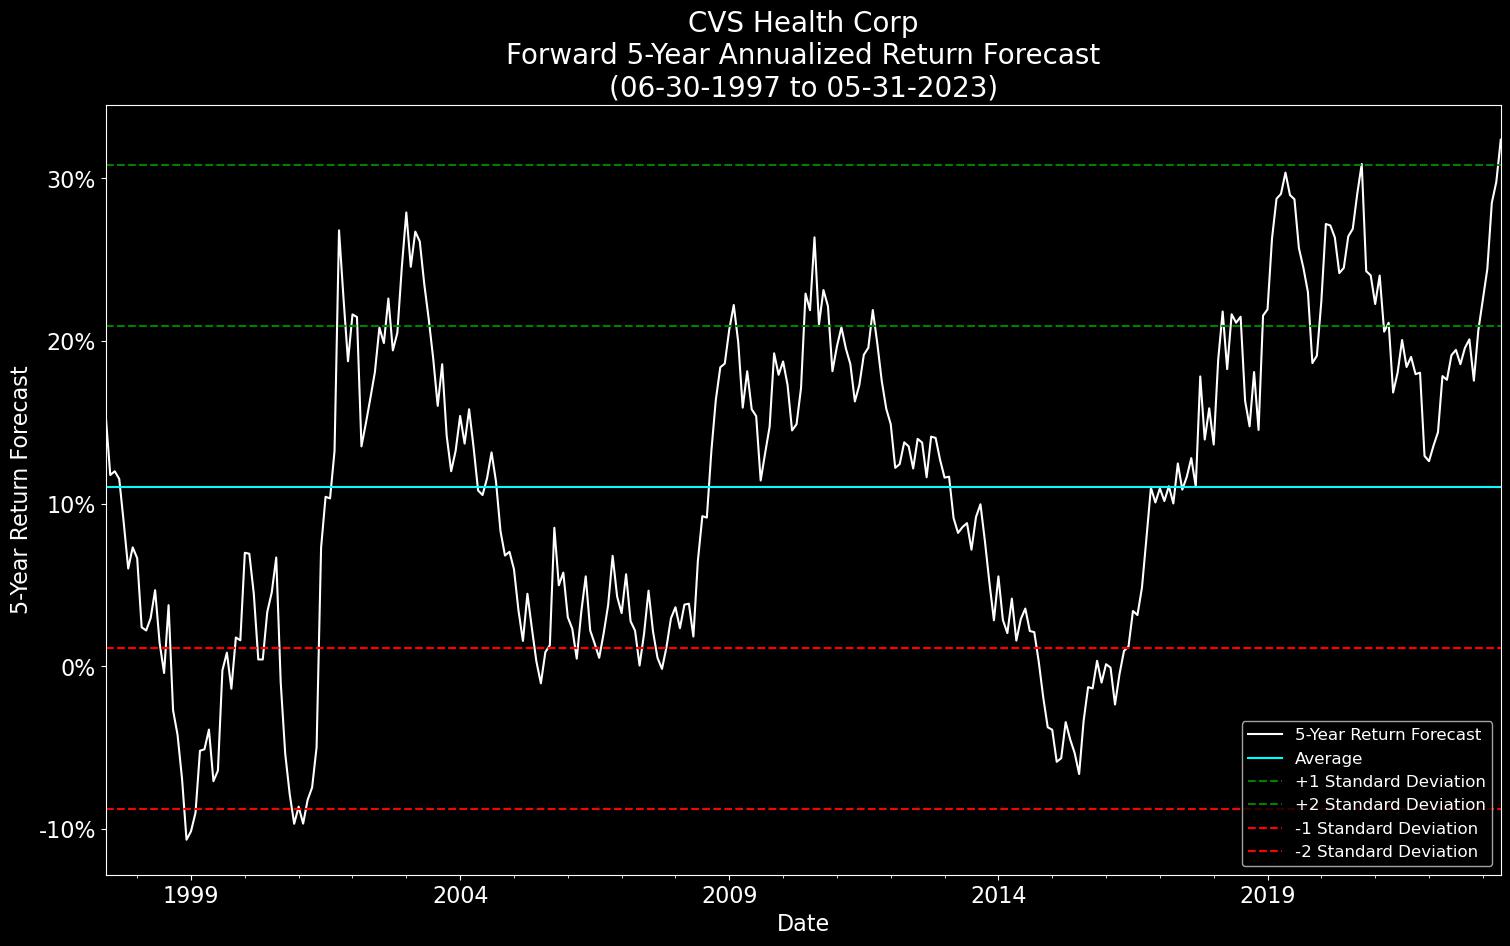 CVS Health Corp
Forward 5-Year Annualized Return Forecast
(06-30-1997 to 05-31-2023)
5-Year Return Forecast
30%
20%
10%
0%
-10%
5-Year Return Forecast
Average
+1 Standard Deviation
+2 Standard Deviation
-1 Standard Deviation
-2 Standard Deviation
1999 2004 2009 2014 2019
Date